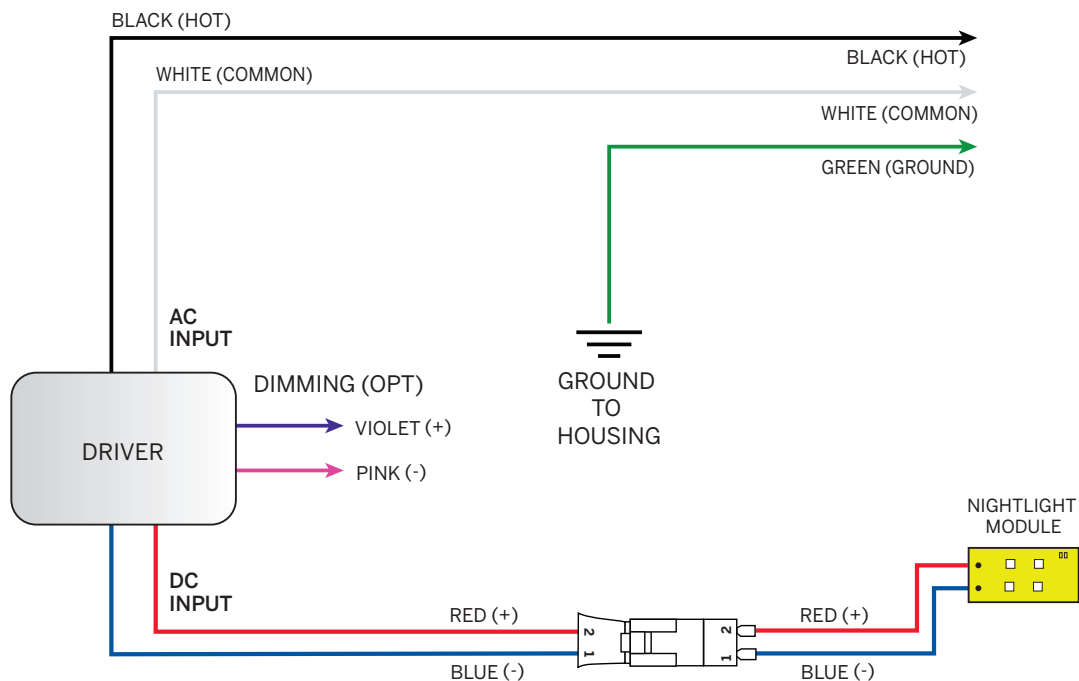 BLACK (HOT)
BLACK (HOT)
WHITE (COMMON)
WHITE (COMMON)
GREEN (GROUND)
AC
INPUT
DIMMING (OPT)
GROUND
TO
HOUSING
VIOLET (+)
DRIVER
PINK (-)
NIGHTLIGHT
MODULE
DC
INPUT
RED (+)
RED (+)
2
2
1
1
BLUE (-)
BLUE (-)